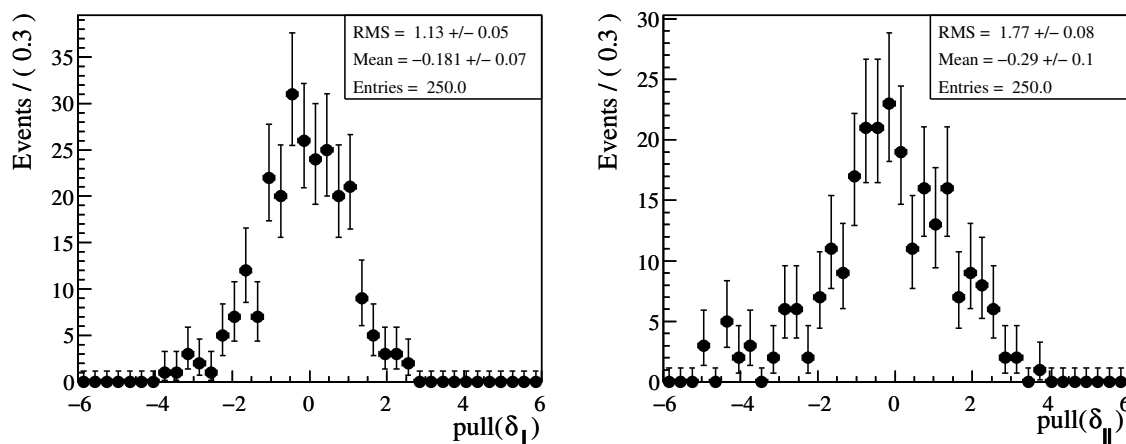 RMS = 1.13 +/- 0.05
Mean = −0.181 +/- 0.07
Entries = 250.0
Events / ( 0.3 )
35
30
25
20
15
10
5
0
−6 −4 −2 0 2 4 6
pull(δ∥)
RMS = 1.77 +/- 0.08
Mean = −0.29 +/- 0.1
Entries = 250.0
Events / ( 0.3 )
30
25
20
15
10
5
0
−6 −4 −2 0 2 4 6
pull(δ||)